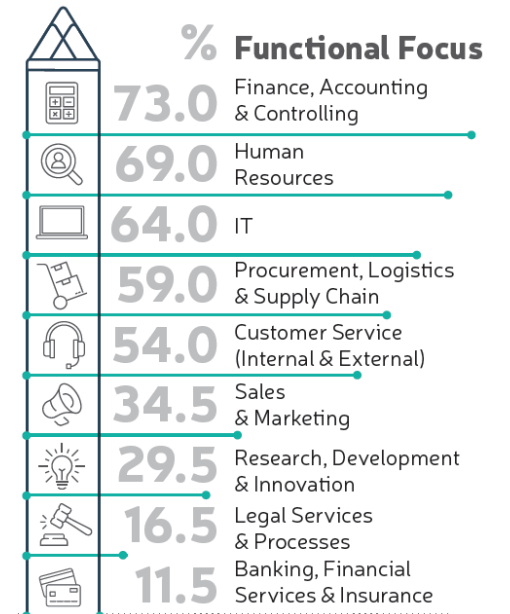 % Functional Focus
73.0 Finance, Accounting
& Controlling
69.0 Human
Resources
64.0 IT
59.0 Procurement, Logistics
& Supply Chain
54.0 Customer Service
(Internal & External)
34.5 Sales
& Marketing
29.5 Research, Development
& Innovation
16.5 Legal Services
& Processes
11.5 Banking, Financial
Services & Insurance